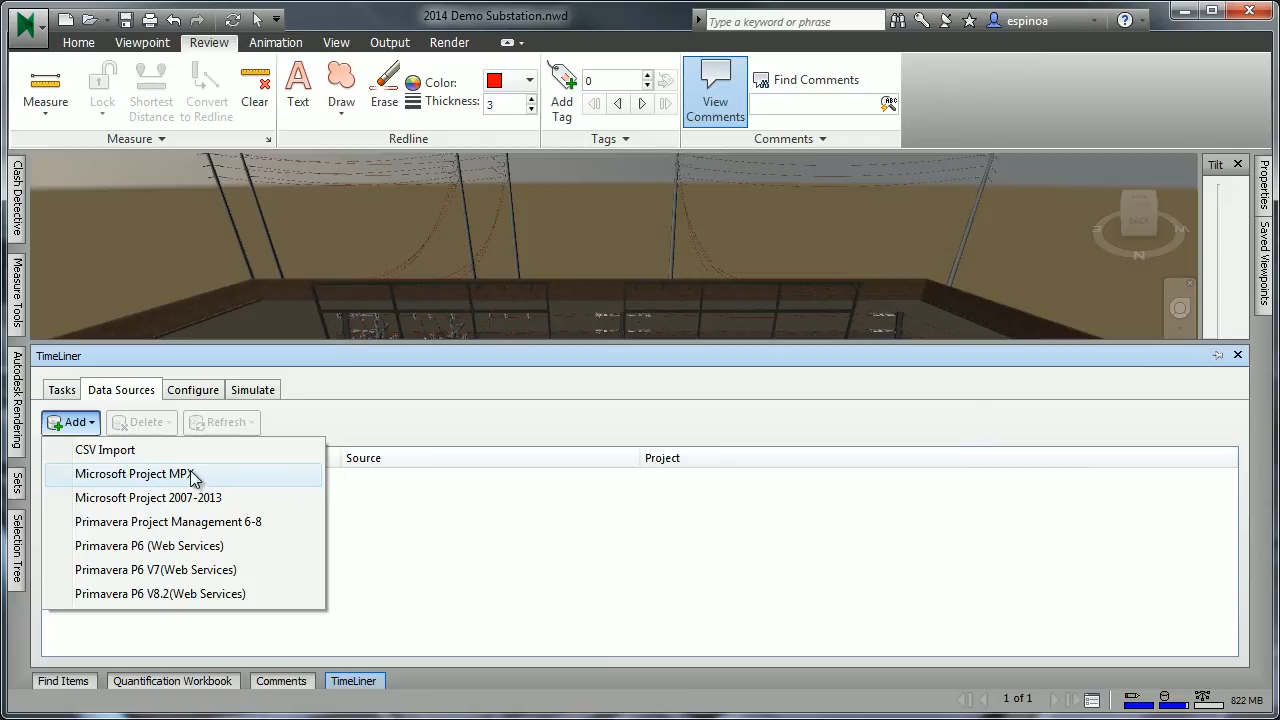 2014 Demo Substation.nwd
Type a keyword or phrase
espinoa
Home Viewpoint Review Animation View Output Render
Measure
Lock
Shortest Distance
Convert to Redline
Clear
Measure
Text
Draw
Erase
Color:
Thickness: 3
Redline
Add Tag
0
Tags
View Comments
Find Comments
Comments
Clash Detective
Measure Tools
Autodesk Rendering
Sets
Selection Tree
BACK
N
Tilt
Properties
Saved Viewpoints
TimeLiner
Tasks Data Sources Configure Simulate
Add Delete Refresh
Source Project
CSV Import
Microsoft Project MPX
Microsoft Project 2007-2013
Primavera Project Management 6-8
Primavera P6 (Web Services)
Primavera P6 V7(Web Services)
Primavera P6 V8.2(Web Services)
Find Items Quantification Workbook Comments TimeLiner
1 of 1
822 MB